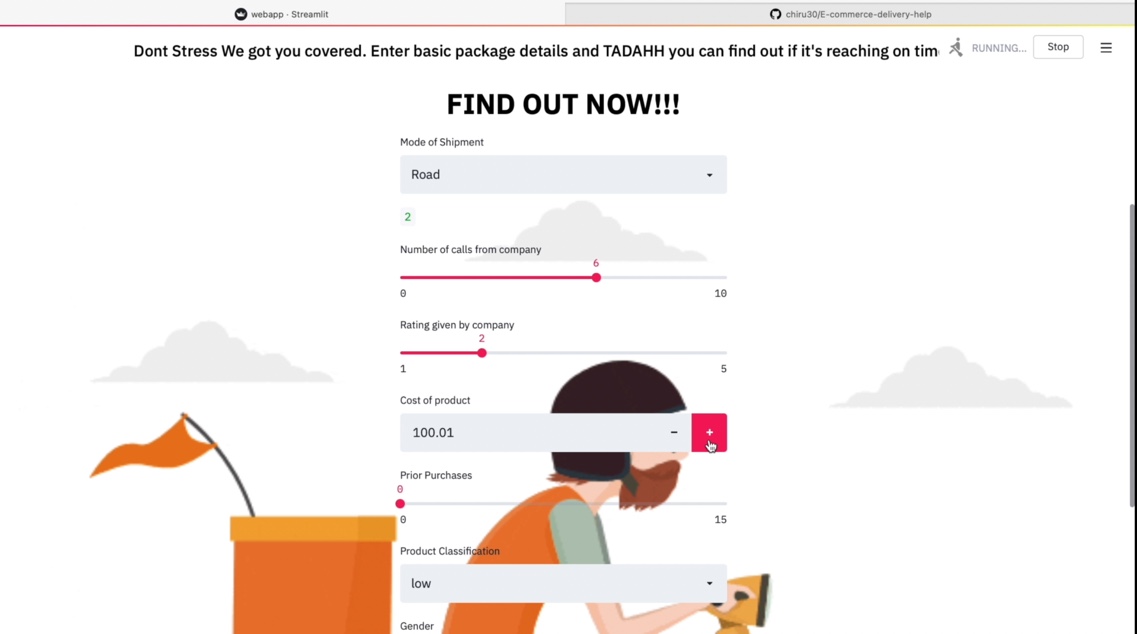 webapp · Streamlit
chiru30/E-commerce-delivery-help
Dont Stress We got you covered. Enter basic package details and TADAHH you can find out if it's reaching on tim
RUNNING...
Stop
FIND OUT NOW!!!
Mode of Shipment
Road
2
Number of calls from company
6
0
10
Rating given by company
2
1
5
Cost of product
100.01
Prior Purchases
0
0
15
Product Classification
low
Gender